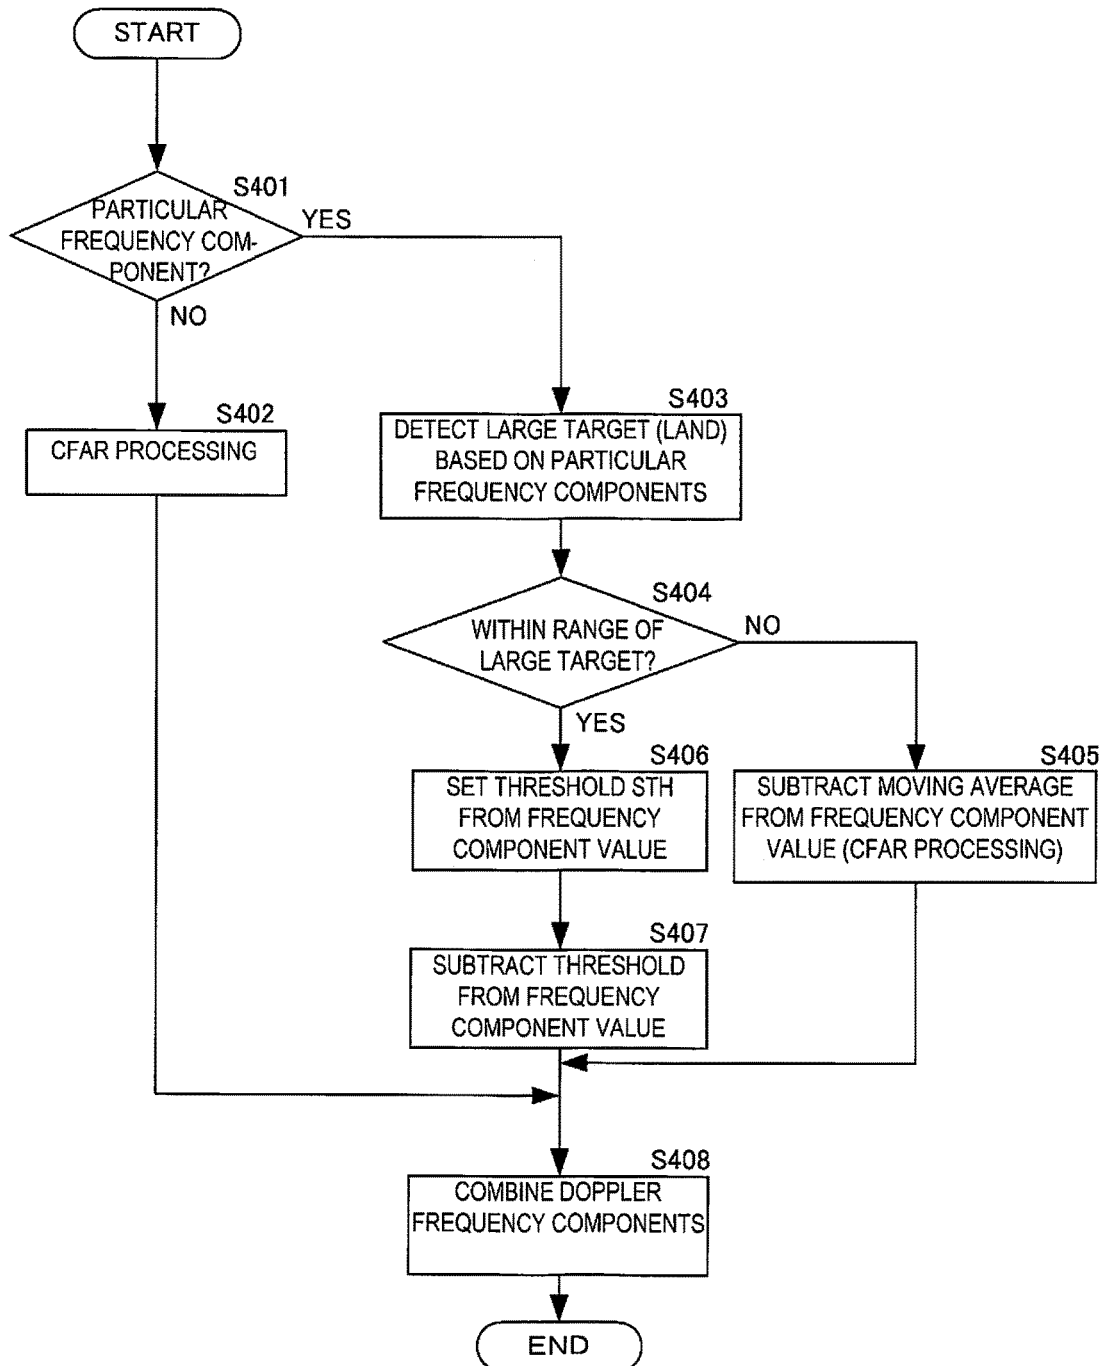 START
S401
PARTICULAR
FREQUENCY COM-
PONENT?
YES
NO
S402
CFAR PROCESSING
S403
DETECT LARGE TARGET (LAND)
BASED ON PARTICULAR
FREQUENCY COMPONENTS
S404
WITHIN RANGE OF
LARGE TARGET?
NO
YES
S406
SET THRESHOLD STH
FROM FREQUENCY
COMPONENT VALUE
S405
SUBTRACT MOVING AVERAGE
FROM FREQUENCY COMPONENT
VALUE (CFAR PROCESSING)
S407
SUBTRACT THRESHOLD
FROM FREQUENCY
COMPONENT VALUE
S408
COMBINE DOPPLER
FREQUENCY COMPONENTS
END